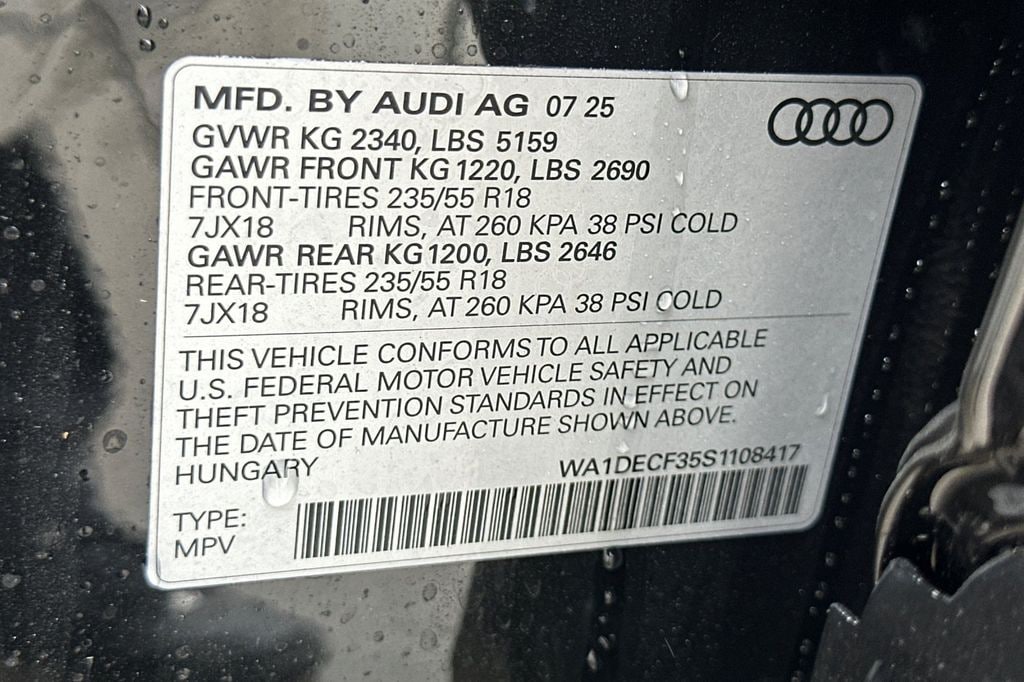 MFD. BY AUDI AG 07 25
GVWR KG 2340, LBS 5159
GAWR FRONT KG 1220, LBS 2690
FRONT-TIRES 235/55 R18
7JX18 RIMS, AT 260 KPA 38 PSI COLD
GAWR REAR KG 1200, LBS 2646
REAR-TIRES 235/55 R18
7JX18 RIMS, AT 260 KPA 38 PSI COLD
THIS VEHICLE CONFORMS TO ALL APPLICABLE
U.S. FEDERAL MOTOR VEHICLE SAFETY AND
THEFT PREVENTION STANDARDS IN EFFECT ON
THE DATE OF MANUFACTURE SHOWN ABOVE.
HUNGARY WA1DECF35S1108417
TYPE:
MPV